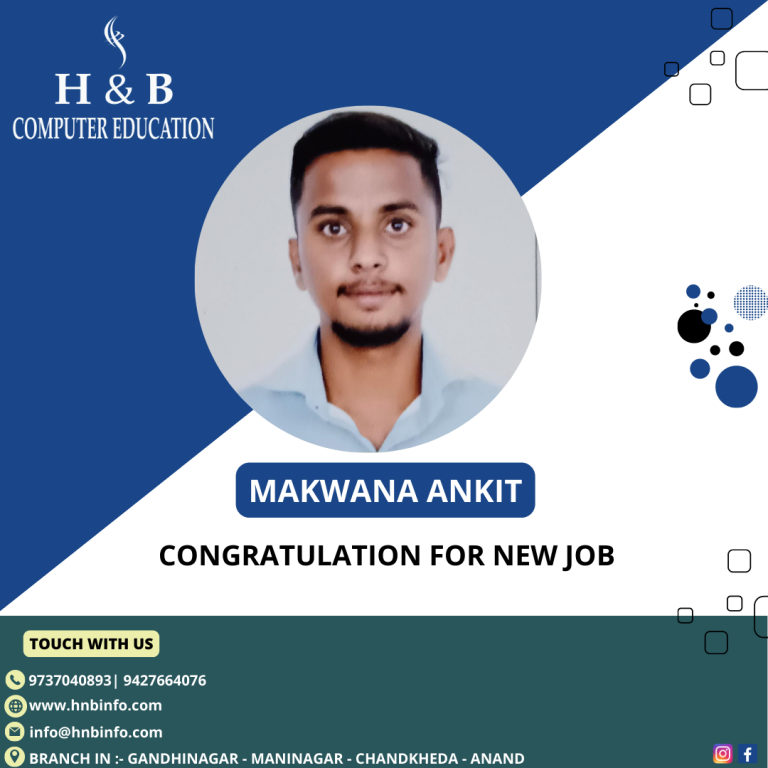 H & B
COMPUTER EDUCATION
MAKWANA ANKIT
CONGRATULATION FOR NEW JOB
TOUCH WITH US
9737040893| 9427664076
www.hnbinfo.com
info@hnbinfo.com
BRANCH IN :- GANDHINAGAR - MANINAGAR - CHANDKHEDA - ANAND